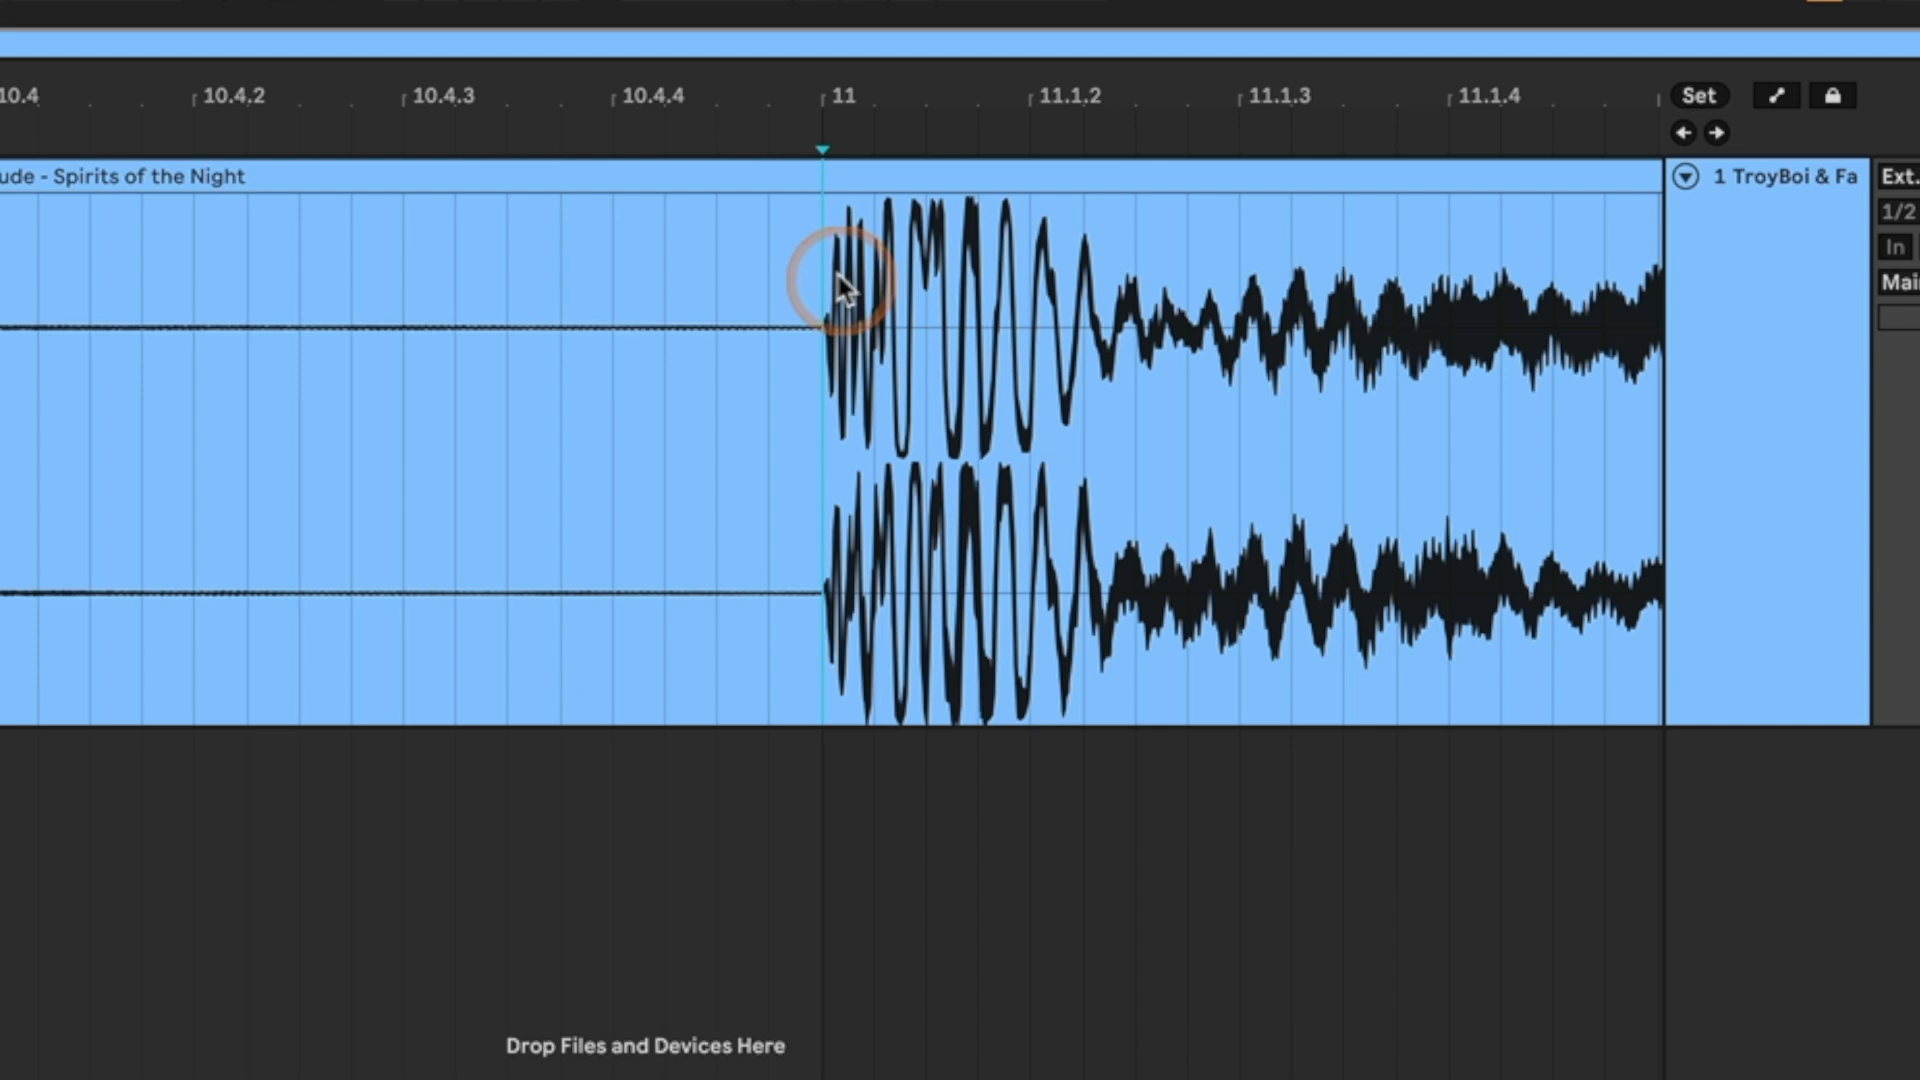 10.4 10.4.2 10.4.3 10.4.4 11 11.1.2 11.1.3 11.1.4 Set
ude - Spirits of the Night 1 TroyBoi & Fa Ext.
1/2
In
Mai
Drop Files and Devices Here